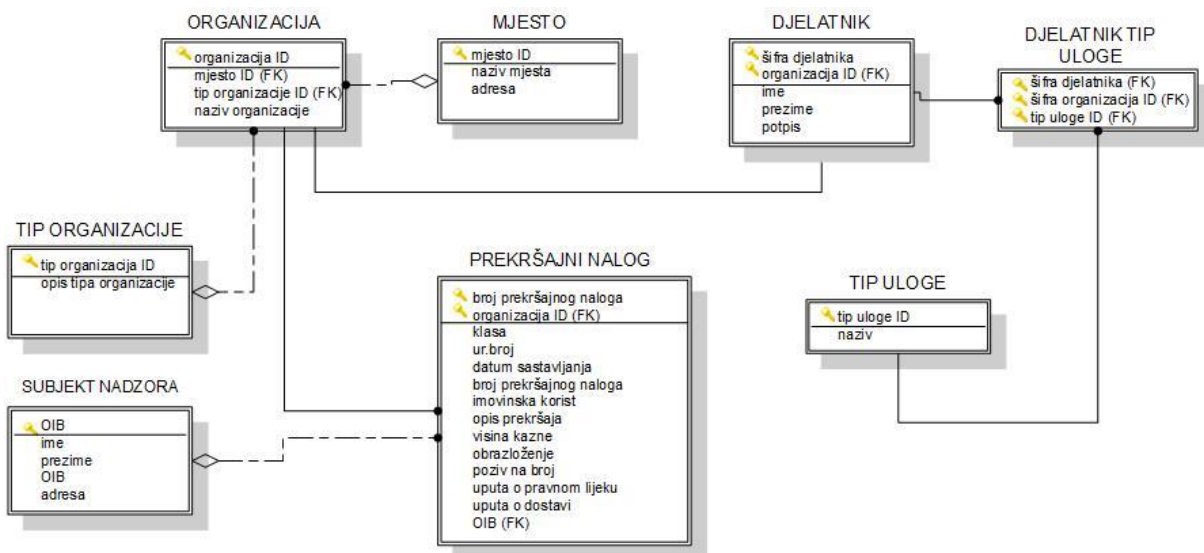 ORGANIZACIJA
organizacija ID
mjesto ID (FK)
tip organizacije ID (FK)
naziv organizacije
MJESTO
mjesto ID
naziv mjesta
adresa
DJELATNIK
šifra djelatnika
organizacija ID (FK)
ime
prezime
potpis
DJELATNIK TIP
ULOGE
šifra djelatnika (FK)
šifra organizacija ID (FK)
tip uloge ID (FK)
TIP ORGANIZACIJE
tip organizacija ID
opis tipa organizacije
PREKRŠAJNI NALOG
broj prekršajnog naloga
organizacija ID (FK)
klasa
ur.broj
datum sastavljanja
broj prekršajnog naloga
imovinska korist
opis prekršaja
visina kazne
obrazloženje
poziv na broj
uputa o pravnom lijeku
uputa o dostavi
OIB (FK)
TIP ULOGE
tip uloge ID
naziv
SUBJEKT NADZORA
OIB
ime
prezime
OIB
adresa